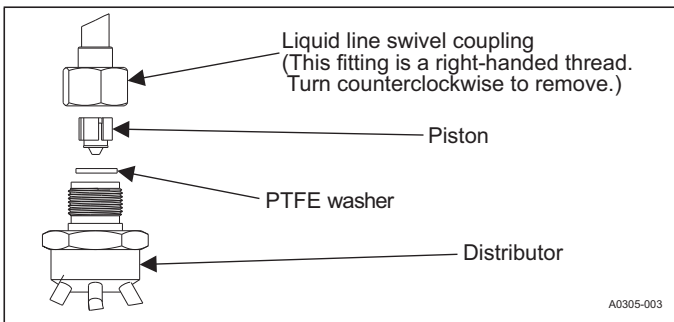 Liquid line swivel coupling
(This fitting is a right-handed thread.
Turn counterclockwise to remove.)
Piston
PTFE washer
Distributor
A0305-003